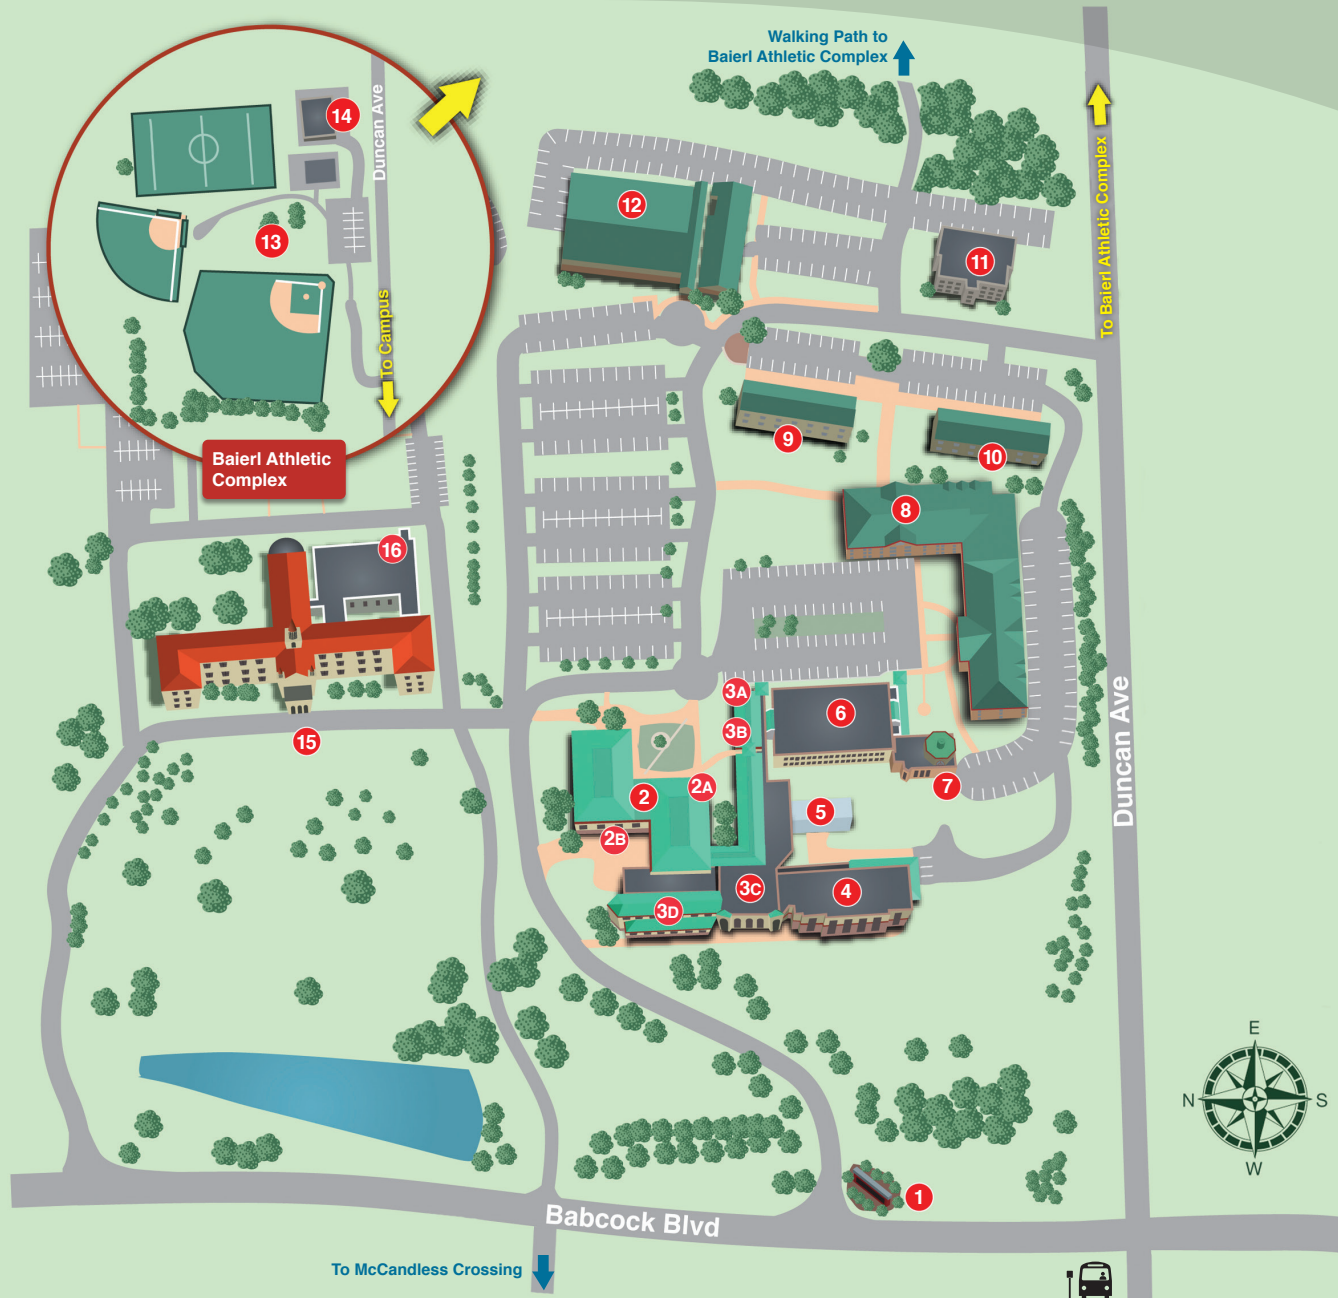 Walking Path to
Baierl Athletic Complex
14
Duncan Ave
13
To Campus
Baierl Athletic
Complex
12
11
To Baierl Athletic Complex
9
10
8
16
15
3A
3B
6
7
2A
2
2B
5
3C
4
3D
Duncan Ave
E
N
S
W
1
Babcock Blvd
To McCandless Crossing